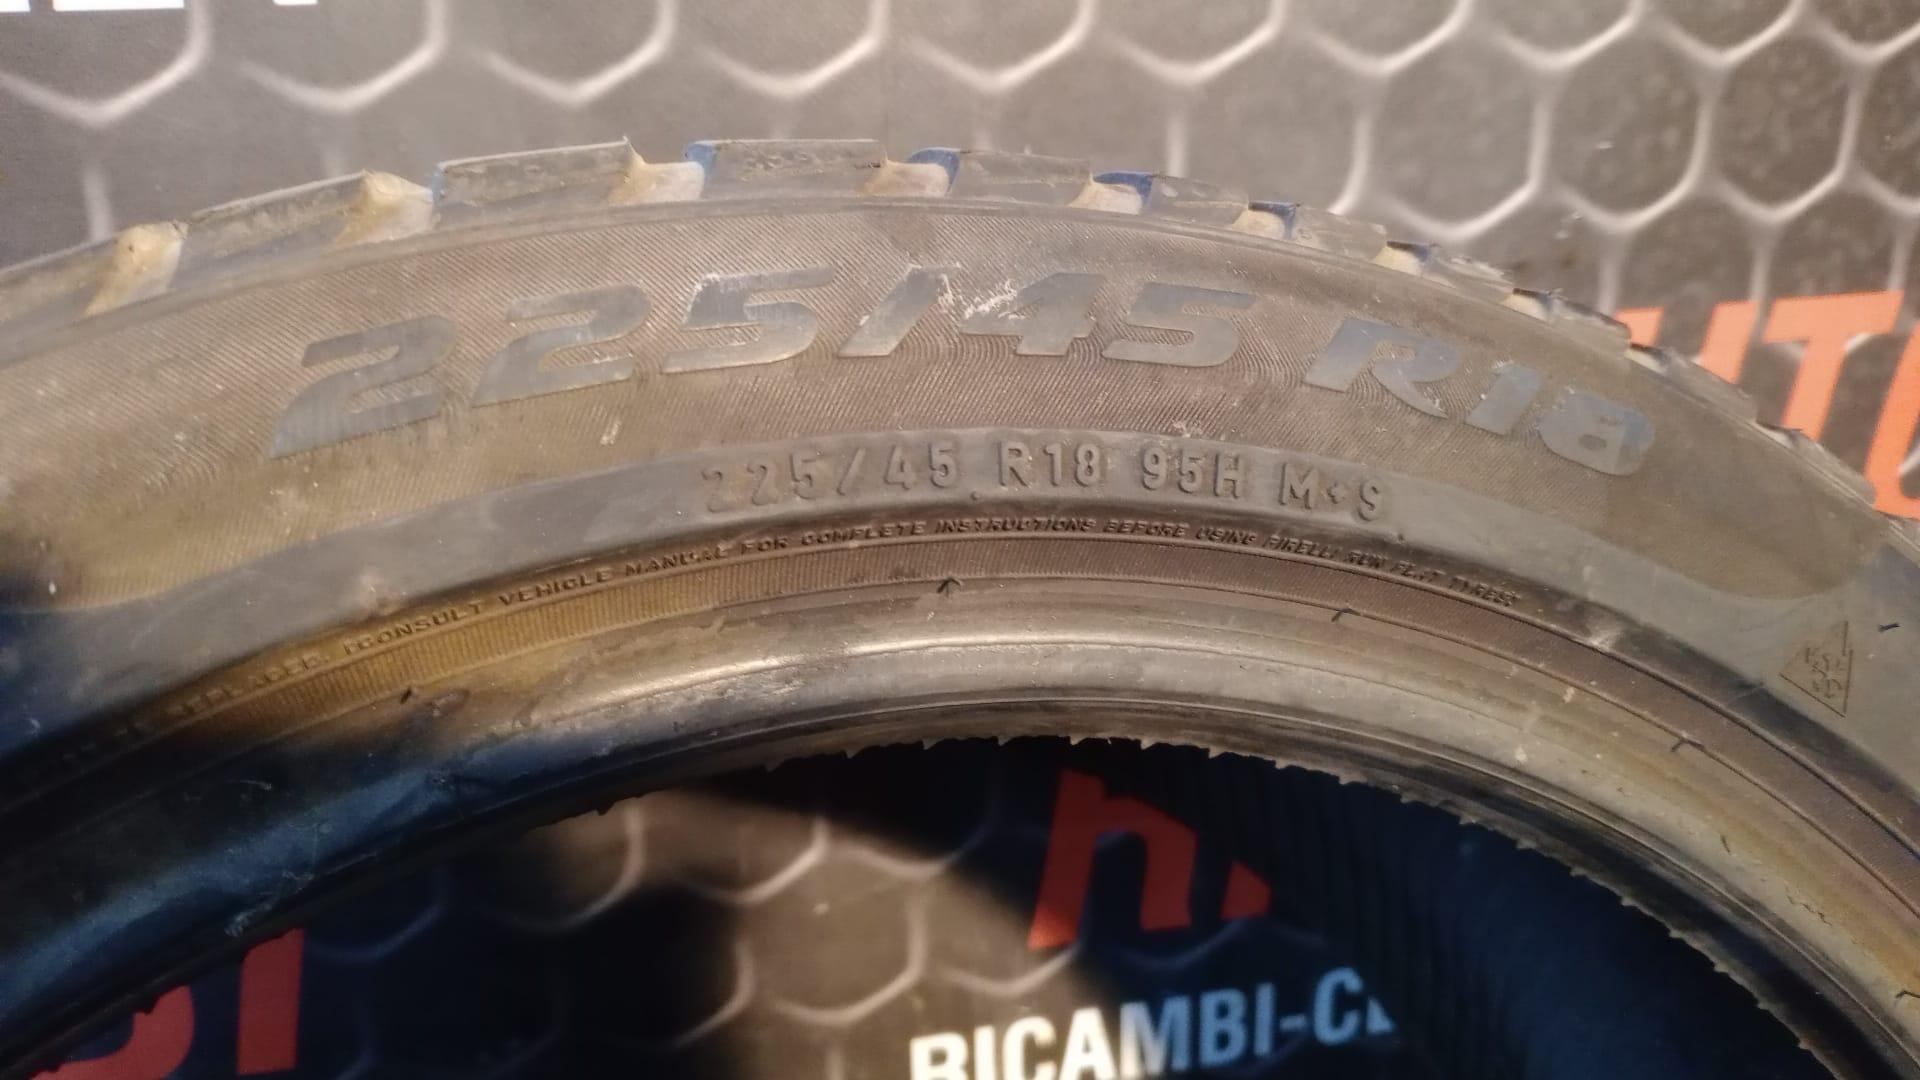 225/45 R18
225/45 R18 95H M+S
REPLACED. (CONSULT VEHICLE MANUAL FOR COMPLETE INSTRUCTIONS BEFORE USING PIRELLI RUN FLAT TYRES)
RICAMBI-